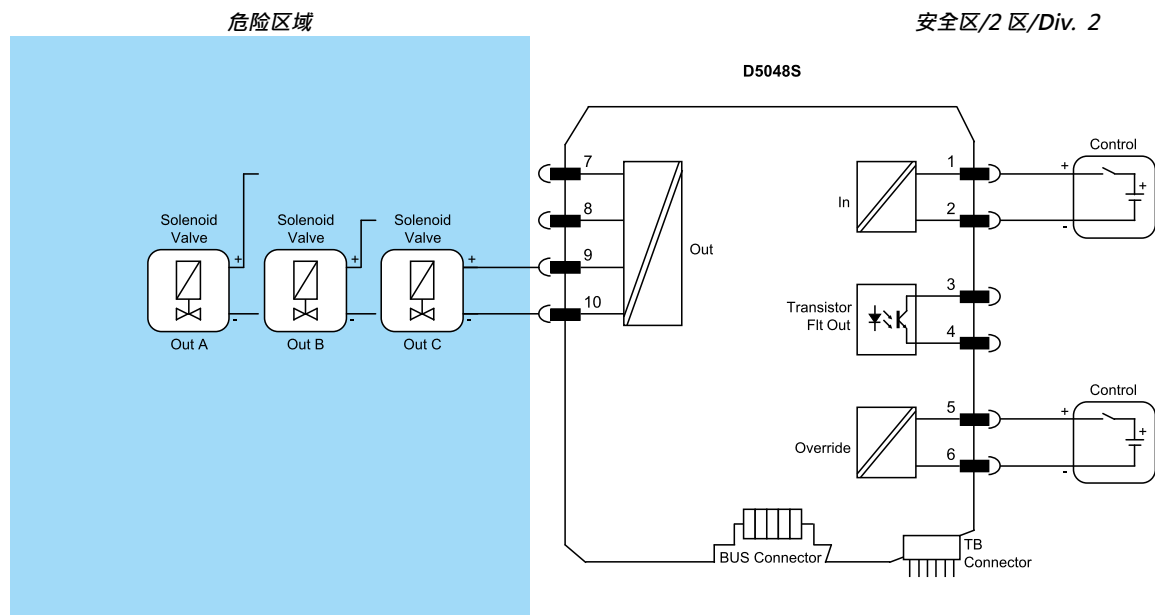 危险区域
安全区/2 区/Div. 2
D5048S
7
8
9
10
Out
Solenoid
Valve
+
-
Out A
Solenoid
Valve
+
-
Out B
Solenoid
Valve
+
-
Out C
In
1
2
+
-
Control
+
Transistor
Flt Out
3
4
Override
5
6
+
-
Control
+
BUS Connector
TB
Connector